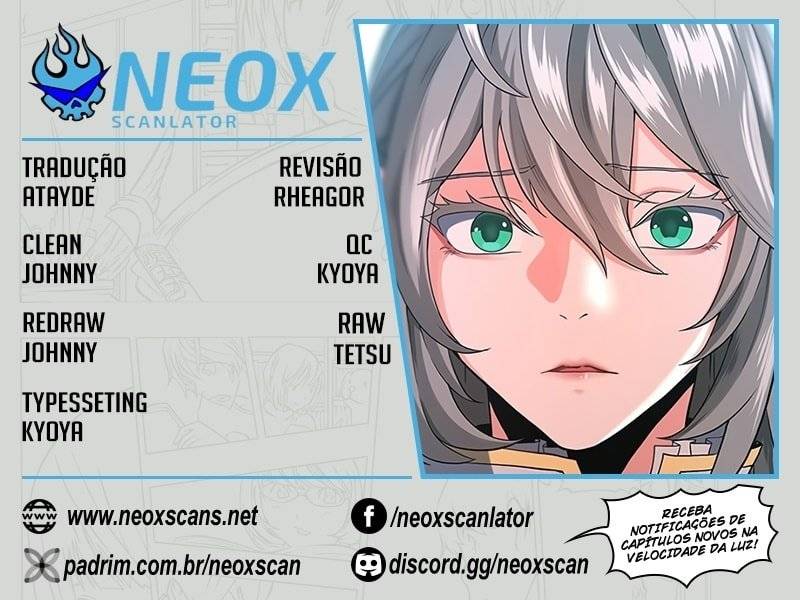 NEOX
SCANLATOR
TRADUÇÃO
ATAYDE
REVISÃO
RHEAGOR
CLEAN
JOHNNY
QC
KYOYA
REDRAW
JOHNNY
RAW
TETSU
TYPESSETING
KYOYA
WWW
www.neoxscans.net
/neoxscanlator
padrim.com.br/neoxscan
discord.gg/neoxscan
RECEBA
NOTIFICAÇÕES DE
CAPÍTULOS NOVOS NA
VELOCIDADE DA LUZ!